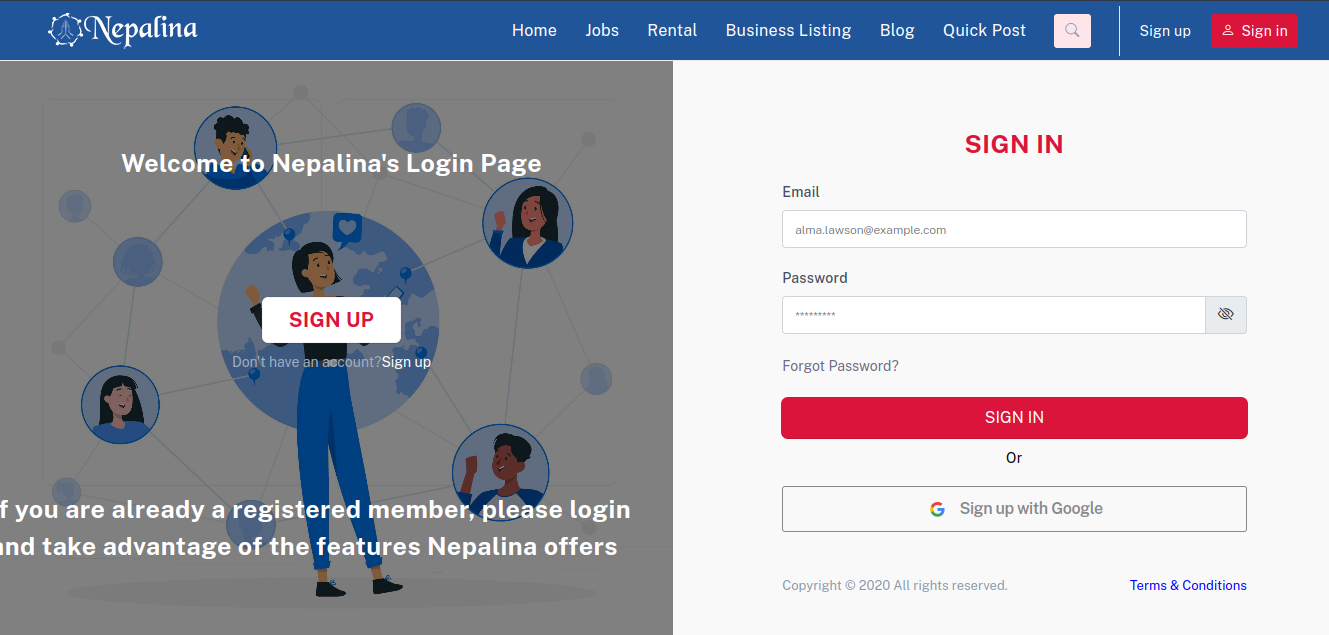 Nepalina
Home Jobs Rental Business Listing Blog Quick Post Sign up Sign in
Welcome to Nepalina's Login Page
SIGN UP
Don't have an account?Sign up
f you are already a registered member, please login
nd take advantage of the features Nepalina offers
SIGN IN
Email
alma.lawson@example.com
Password
*********
Forgot Password?
SIGN IN
Or
Sign up with Google
Copyright © 2020 All rights reserved. Terms & Conditions